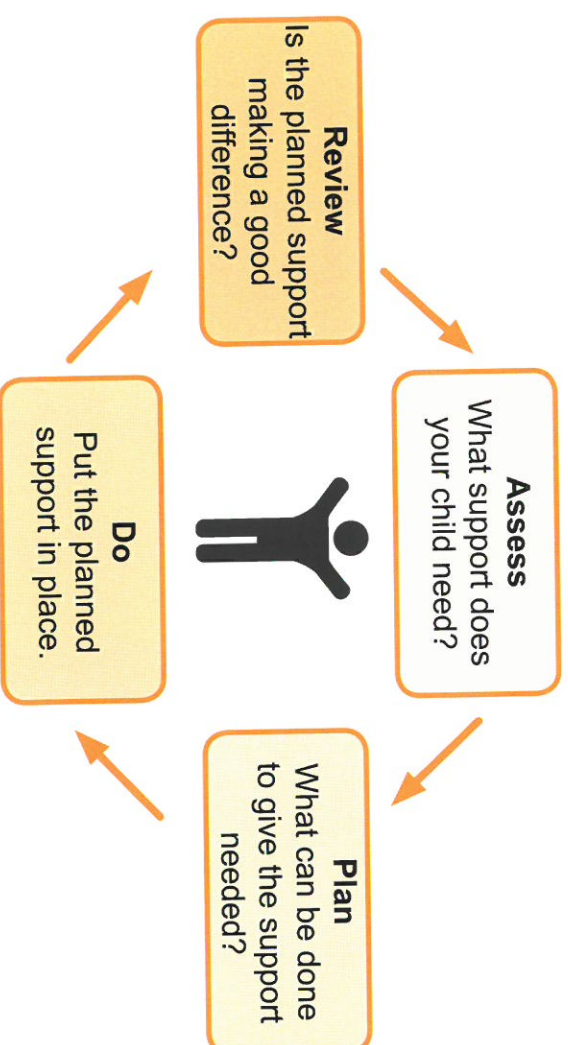 Assess
What support does
your child need?
Plan
What can be done
to give the support
needed?
Do
Put the planned
support in place.
Review
Is the planned support
making a good
difference?